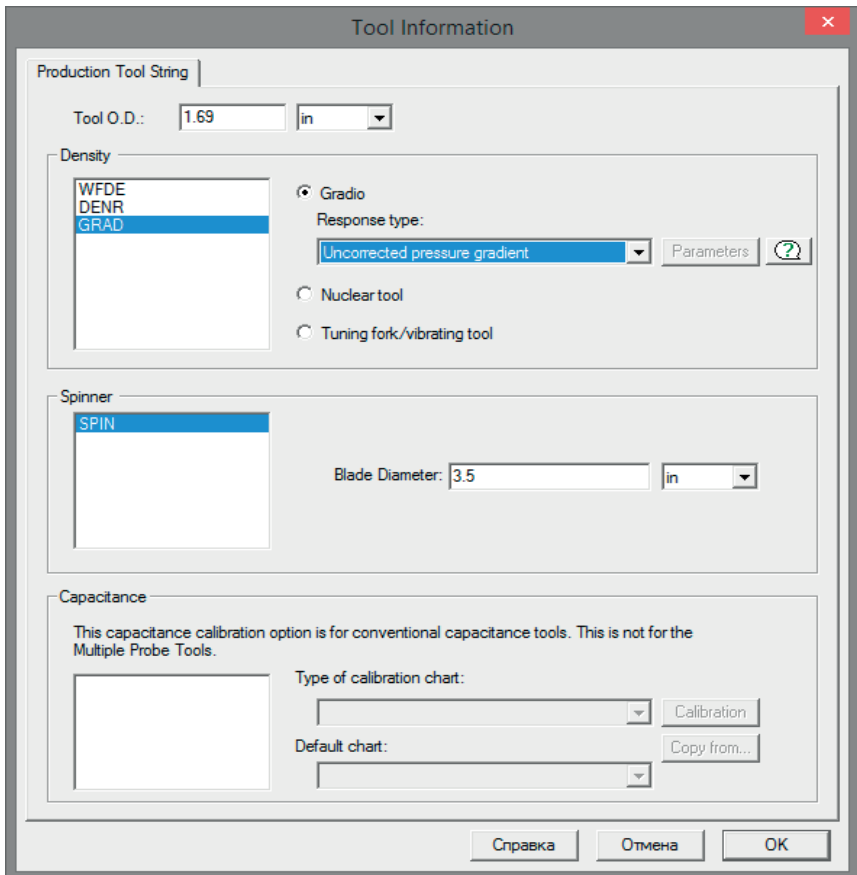 Tool Information
Production Tool String
Tool O.D.: 1.69 in
Density
WFDE
DENR
GRAD
Gradio
Response type:
Uncorrected pressure gradient Parameters ?
Nuclear tool
Tuning fork/vibrating tool
Spinner
SPIN
Blade Diameter: 3.5 in
Capacitance
This capacitance calibration option is for conventional capacitance tools. This is not for the
Multiple Probe Tools.
Type of calibration chart:
Calibration
Default chart:
Copy from...
Справка Отмена OK